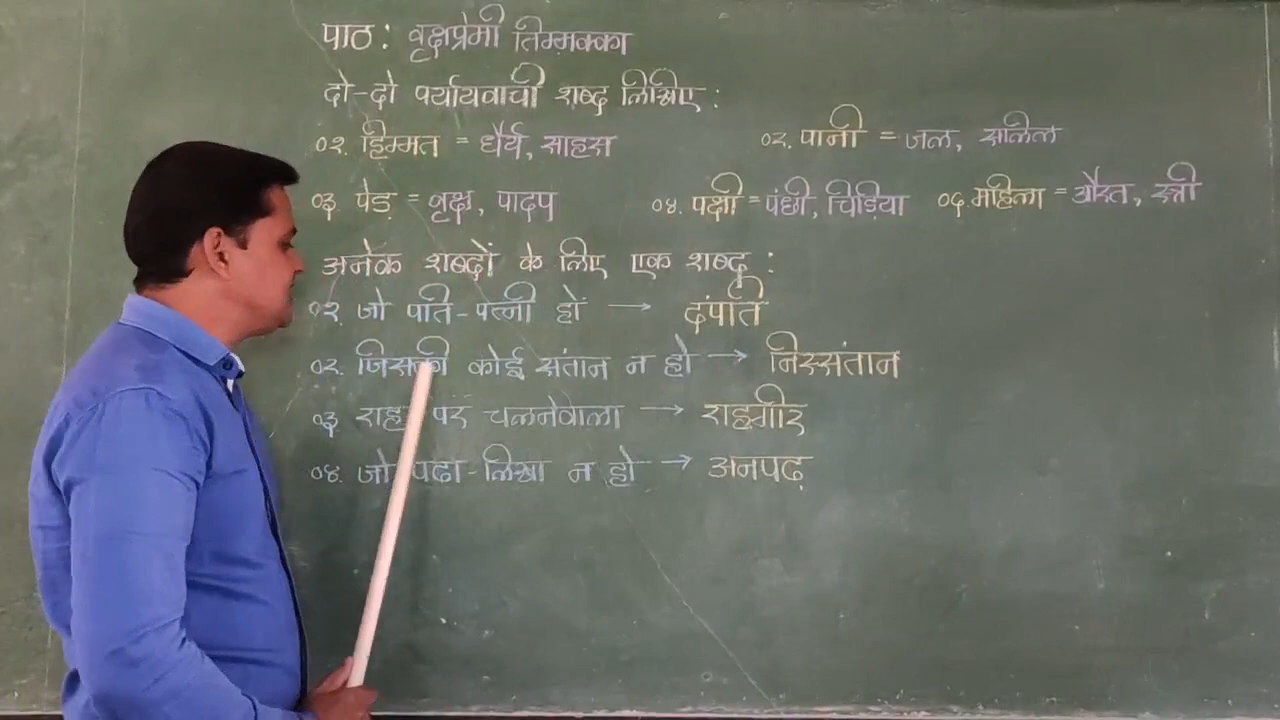 पाठ : वृक्षप्रेमी तिम्मक्का
दो-दो पर्यायवाची शब्द लिखिए :
०१. हिम्मत = धैर्य, साहस ०२. पानी = जल, सलिल
०३. पेड़ = वृक्ष, पादप ०४. पक्षी = पंछी, चिड़िया ०५. महिला = औरत, स्त्री
अनेक शब्दों के लिए एक शब्द :
०१. जो पति-पत्नी हों → दंपति
०२. जिसकी कोई संतान न हो → निस्संतान
०३ राह पर चलनेवाला → राहगीर
०४. जो पढा-लिखा न हो → अनपढ़